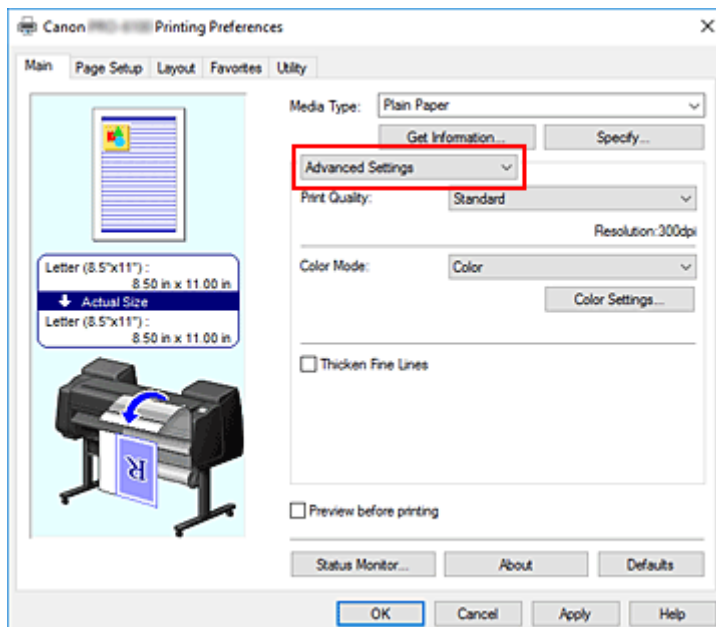 Canon Printing Preferences
Main Page Setup Layout Favorites Utility
Media Type: Plain Paper
Get Information... Specify...
Advanced Settings
Print Quality: Standard
Resolution:300dpi
Color Mode: Color
Color Settings...
Thicken Fine Lines
Letter (8.5"x11") :
8.50 in x 11.00 in
Actual Size
Letter (8.5"x11") :
8.50 in x 11.00 in
R
Preview before printing
Status Monitor... About Defaults
OK Cancel Apply Help